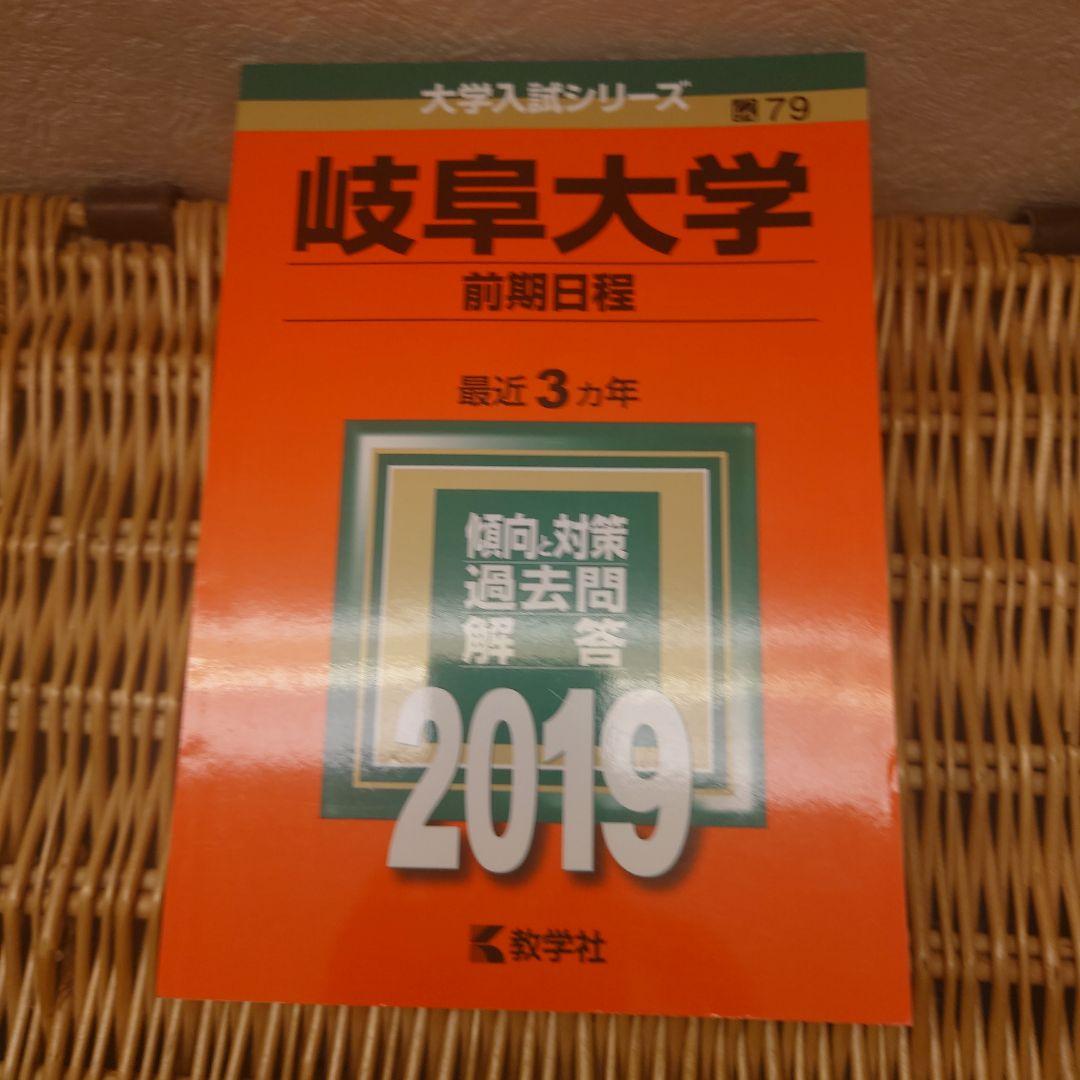 大学入試シリーズ
79
岐阜大学
前期日程
最近3ヵ年
傾向と対策
過去問
解答
2019
教学社